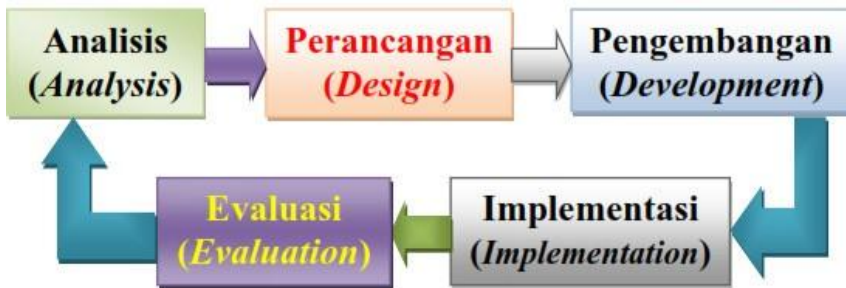 Analisis
(Analysis)
Perancangan
(Design)
Pengembangan
(Development)
Implementasi
(Implementation)
Evaluasi
(Evaluation)